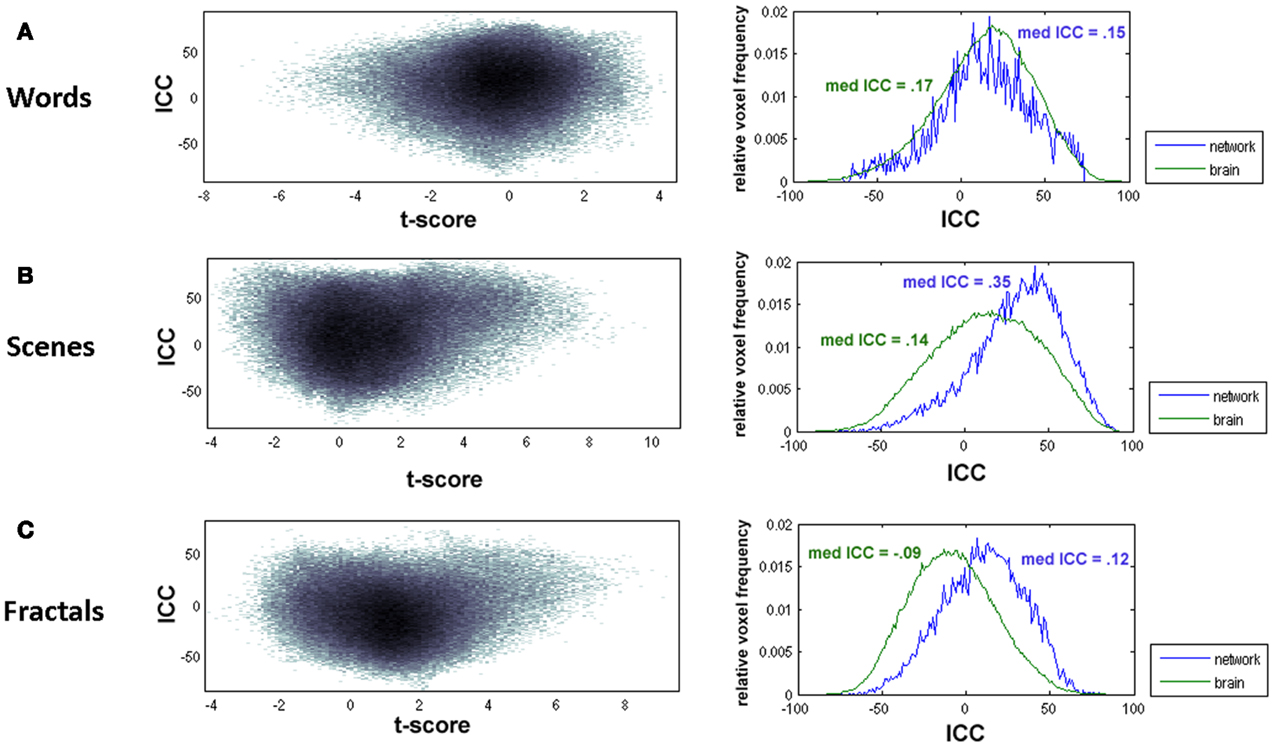 A
Words
ICC
50
0
-50
-8
-6
-4
-2
0
2
4
t-score
relative voxel frequency
0.02
0.015
0.01
0.005
0
med ICC = .15
med ICC = .17
-100
-50
0
50
100
ICC
network
brain
B
Scenes
ICC
50
0
-50
-4
-2
0
2
4
6
8
10
t-score
relative voxel frequency
0.02
0.015
0.01
0.005
0
med ICC = .35
med ICC = .14
-100
-50
0
50
100
ICC
network
brain
C
Fractals
ICC
50
0
-50
-4
-2
0
2
4
6
8
t-score
relative voxel frequency
0.02
0.015
0.01
0.005
0
med ICC = -.09
med ICC = .12
-100
-50
0
50
100
ICC
network
brain